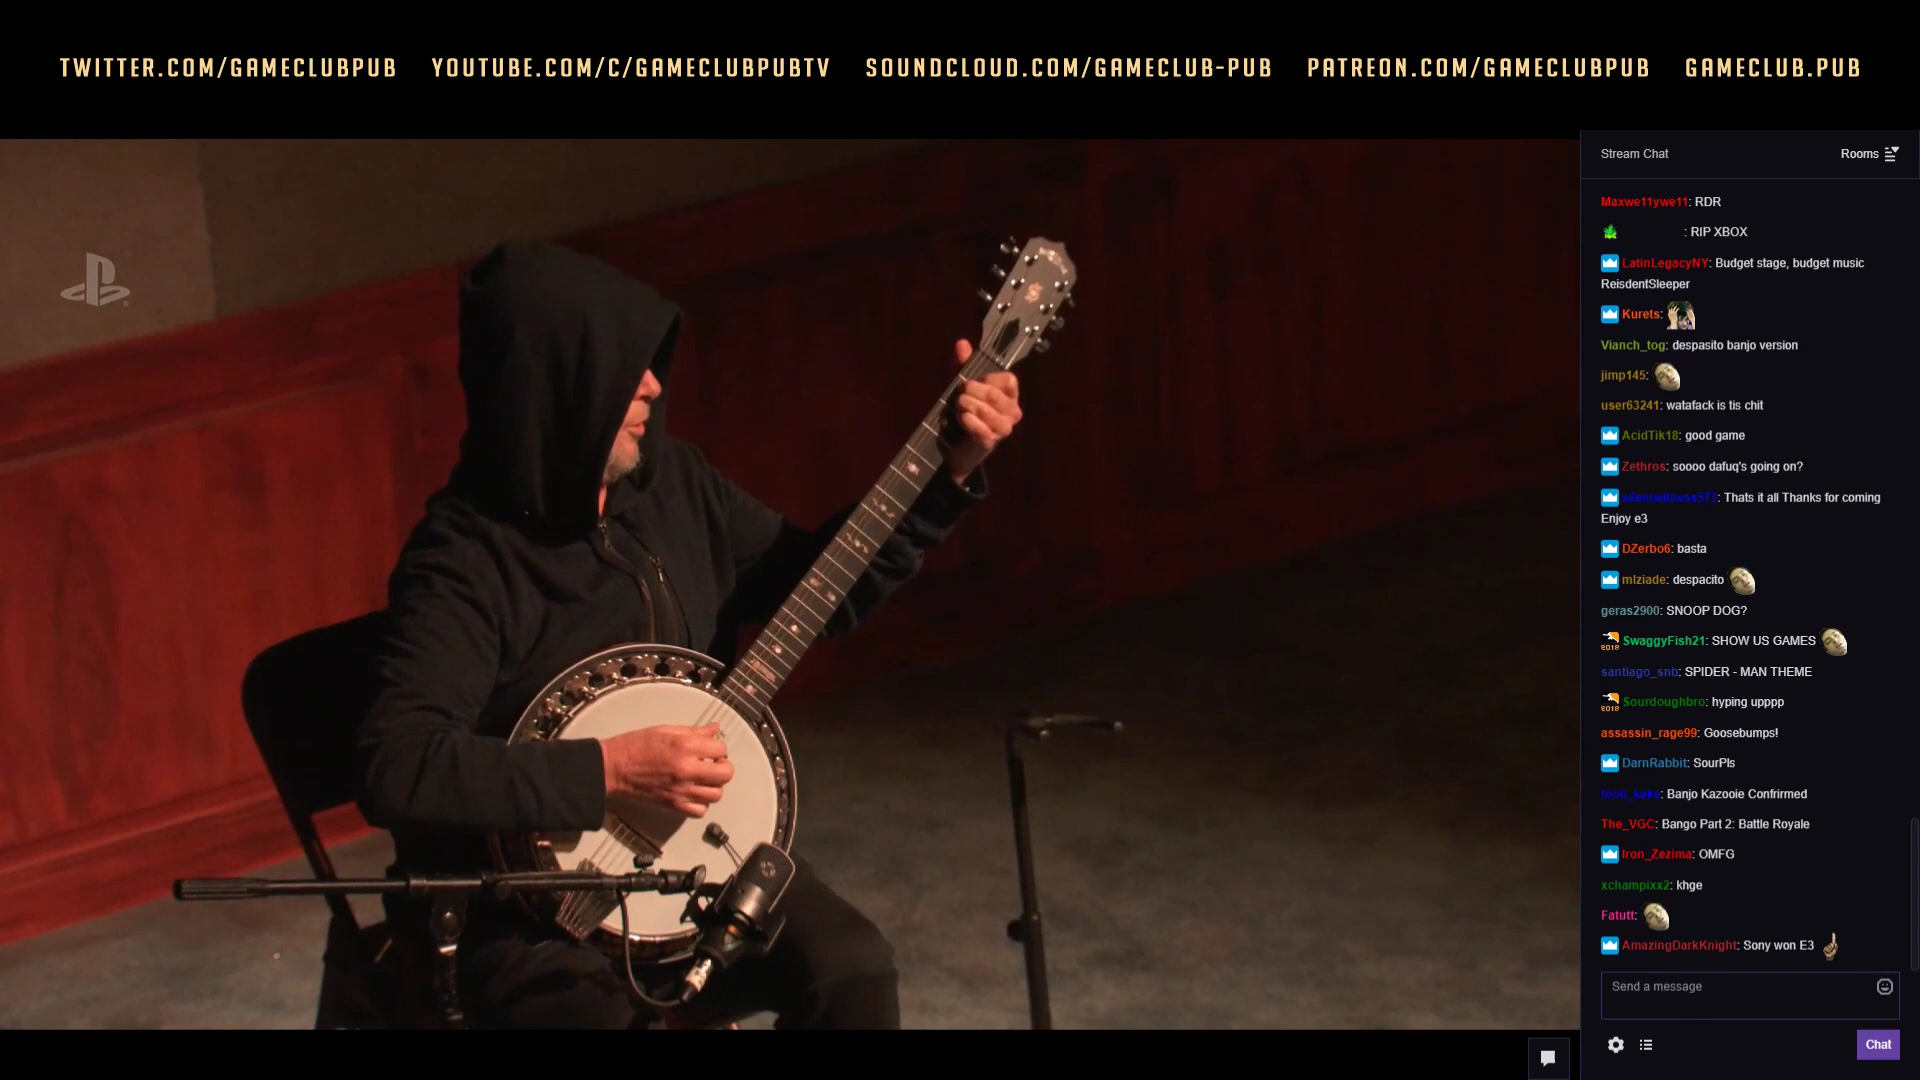 TWITTER.COM/GAMECLUBPUB YOUTUBE.COM/C/GAMECLUBPUBTV SOUNDCLOUD.COM/GAMECLUB-PUB PATREON.COM/GAMECLUBPUB GAMECLUB.PUB
Stream Chat Rooms
Maxwe11ywe11: RDR
: RIP XBOX
LatinLegacyNY: Budget stage, budget music
ReisdentSleeper
Kurets:
Vianch_tog: despasito banjo version
jimp145:
user63241: watafack is tis chit
AcidTik18: good game
Zethros: soooo dafuq's going on?
silentwitness573: Thats it all Thanks for coming
Enjoy e3
DZerbo6: basta
mlziade: despacito
geras2900: SNOOP DOG?
SwaggyFish21: SHOW US GAMES
santiago_snb: SPIDER - MAN THEME
Sourdoughbro: hyping upppp
assassin_rage99: Goosebumps!
DarnRabbit: SourPls
toon_kake: Banjo Kazooie Confrirmed
The_VGC: Bango Part 2: Battle Royale
Iron_Zezima: OMFG
xchampixx2: khge
Fatutt:
AmazingDarkKnight: Sony won E3
Send a message
Chat